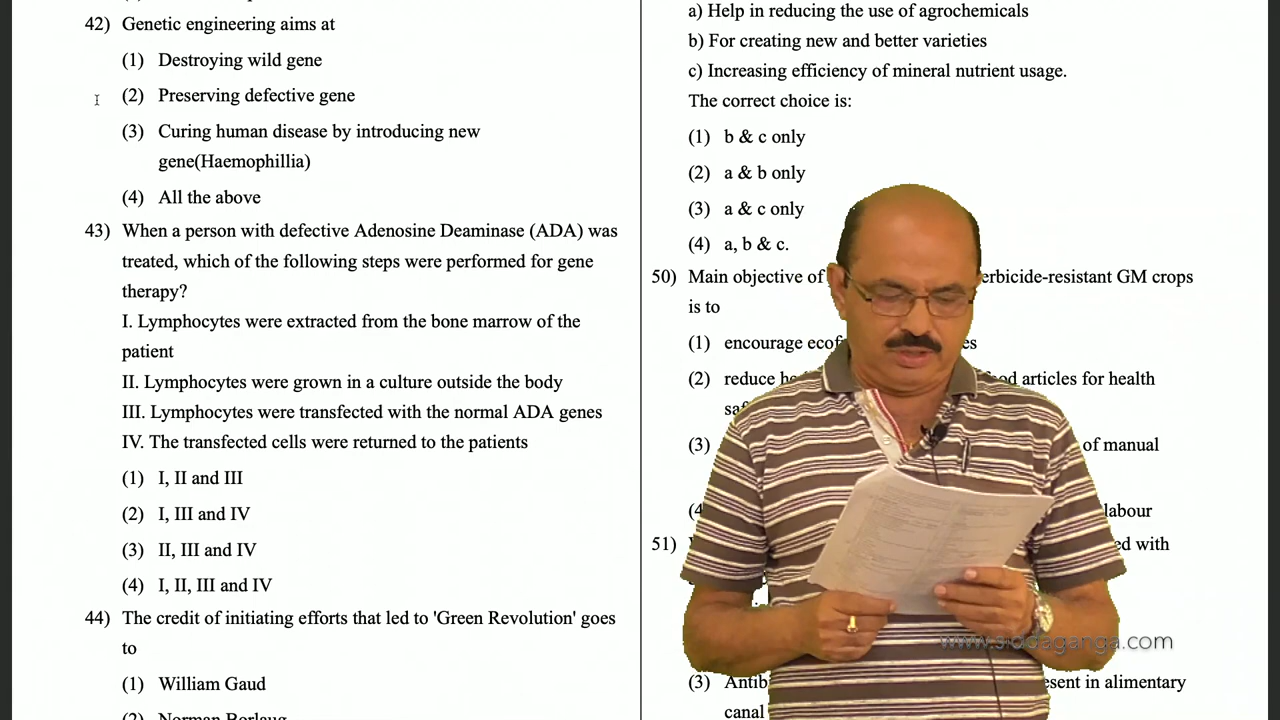 42) Genetic engineering aims at
(1) Destroying wild gene
(2) Preserving defective gene
(3) Curing human disease by introducing new
gene(Haemophillia)
(4) All the above
43) When a person with defective Adenosine Deaminase (ADA) was
treated, which of the following steps were performed for gene
therapy?
I. Lymphocytes were extracted from the bone marrow of the
patient
II. Lymphocytes were grown in a culture outside the body
III. Lymphocytes were transfected with the normal ADA genes
IV. The transfected cells were returned to the patients
(1) I, II and III
(2) I, III and IV
(3) II, III and IV
(4) I, II, III and IV
44) The credit of initiating efforts that led to 'Green Revolution' goes
to
(1) William Gaud
(2) Norman Borlaug
a) Help in reducing the use of agrochemicals
b) For creating new and better varieties
c) Increasing efficiency of mineral nutrient usage.
The correct choice is:
(1) b & c only
(2) a & b only
(3) a & c only
(4) a, b & c.
50) Main objective of erbicide-resistant GM crops
is to
(1) encourage
(2) reduce articles for health
(3) of manual
labour
51) with
(3) esent in alimentary
canal
www.siddaganga.com